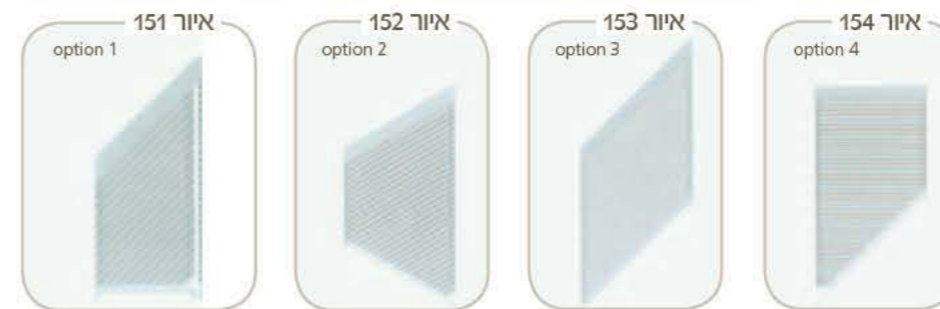 איור 151
option 1
איור 152
option 2
איור 153
option 3
איור 154
option 4